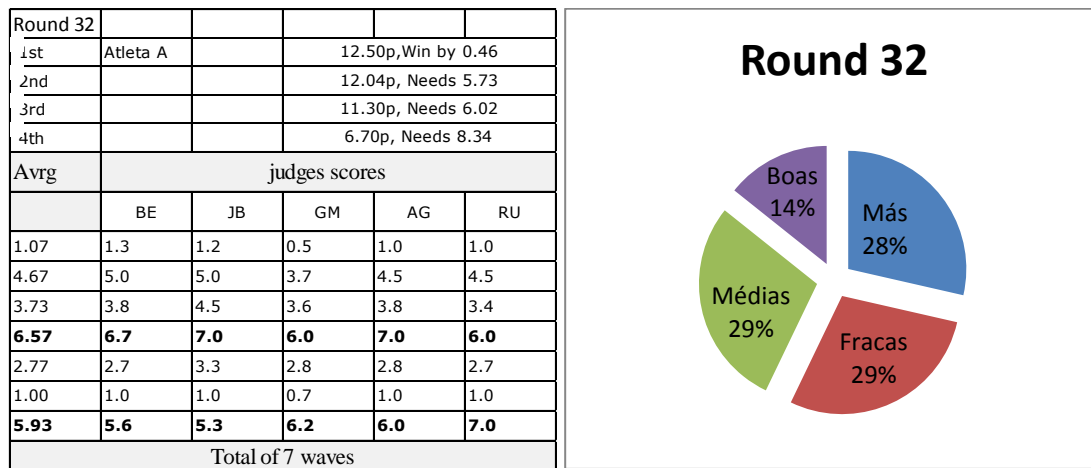 Round 32
1st Atleta A 12.50p,Win by 0.46
2nd 12.04p, Needs 5.73
3rd 11.30p, Needs 6.02
4th 6.70p, Needs 8.34
Avrg judges scores
BE JB GM AG RU
1.07 1.3 1.2 0.5 1.0 1.0
4.67 5.0 5.0 3.7 4.5 4.5
3.73 3.8 4.5 3.6 3.8 3.4
6.57 6.7 7.0 6.0 7.0 6.0
2.77 2.7 3.3 2.8 2.8 2.7
1.00 1.0 1.0 0.7 1.0 1.0
5.93 5.6 5.3 6.2 6.0 7.0
Total of 7 waves
Round 32
Boas
14%
Más
28%
Médias
29%
Fracas
29%